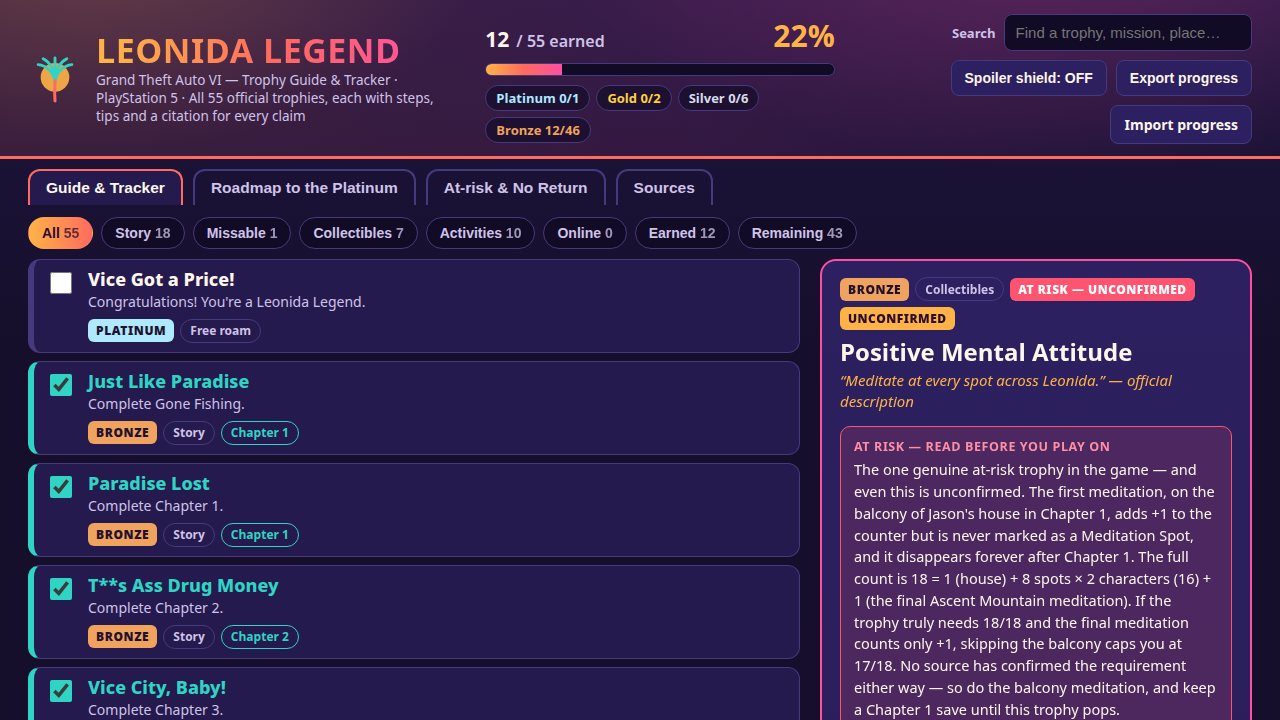 LEONIDA LEGEND
Grand Theft Auto VI — Trophy Guide & Tracker ·
PlayStation 5 · All 55 official trophies, each with steps,
tips and a citation for every claim
12 / 55 earned
22%
Platinum 0/1
Gold 0/2
Silver 0/6
Bronze 12/46
Search
Find a trophy, mission, place…
Spoiler shield: OFF
Export progress
Import progress
Guide & Tracker
Roadmap to the Platinum
At-risk & No Return
Sources
All 55
Story 18
Missable 1
Collectibles 7
Activities 10
Online 0
Earned 12
Remaining 43
Vice Got a Price!
Congratulations! You're a Leonida Legend.
PLATINUM
Free roam
Just Like Paradise
Complete Gone Fishing.
BRONZE
Story
Chapter 1
Paradise Lost
Complete Chapter 1.
BRONZE
Story
Chapter 1
T**s Ass Drug Money
Complete Chapter 2.
BRONZE
Story
Chapter 2
Vice City, Baby!
Complete Chapter 3.
BRONZE
Collectibles
AT RISK — UNCONFIRMED
UNCONFIRMED
Positive Mental Attitude
“Meditate at every spot across Leonida.” — official
description
AT RISK — READ BEFORE YOU PLAY ON
The one genuine at-risk trophy in the game — and
even this is unconfirmed. The first meditation, on the
balcony of Jason's house in Chapter 1, adds +1 to the
counter but is never marked as a Meditation Spot,
and it disappears forever after Chapter 1. The full
count is 18 = 1 (house) + 8 spots × 2 characters (16) +
1 (the final Ascent Mountain meditation). If the
trophy truly needs 18/18 and the final meditation
counts only +1, skipping the balcony caps you at
17/18. No source has confirmed the requirement
either way — so do the balcony meditation, and keep
a Chapter 1 save until this trophy pops.